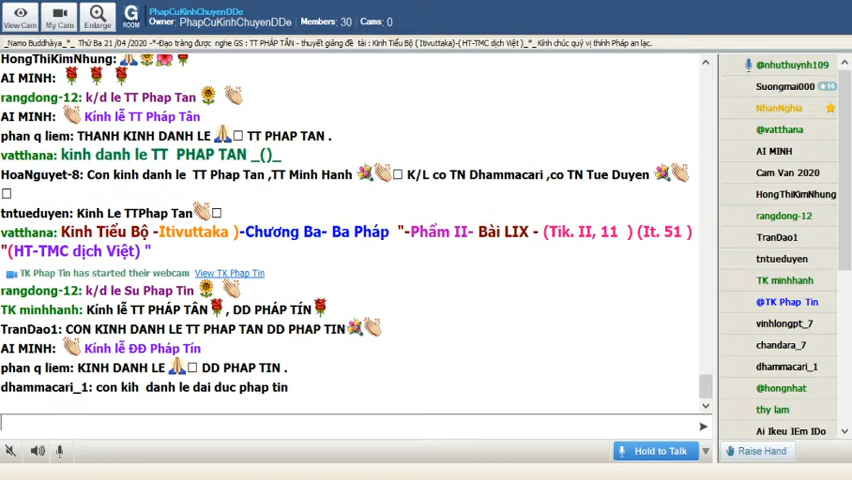 PhapCuKinhChuyenDDe
Owner: PhapCuKinhChuyenDDe Members: 30 Cams: 0
View Cam My Cam Enlarge G ROOM
_Namo Buddhàya_*_ Thứ Ba 21 /04 /2020 -*-Đạo tràng được nghe GS : TT PHÁP TÂN - thuyết giảng đề tài : Kinh Tiểu Bộ ( Itivuttaka)-( HT-TMC dịch Việt )_*_ Kính chúc quý vị thính Pháp an lạc.
HongThiKimNhung: 🙏🌻🌺🌹
AI MINH: 🌹 🌹 🌹
rangdong-12: k/d le TT Phap Tan 🌻 👏
AI MINH: 👏 Kính lễ TT Pháp Tân
phan q liem: THANH KINH DANH LE 🙏 TT PHAP TAN .
vatthana: kinh danh le TT PHAP TAN _()_
HoaNguyet-8: Con kinh danh le TT Phap Tan ,TT Minh Hanh 💐👏 K/L co TN Dhammacari ,co TN Tue Duyen 💐👏
tntueduyen: Kinh Le TTPhap Tan👏
vatthana: Kinh Tiểu Bộ -Itivuttaka )-Chương Ba- Ba Pháp "-Phẩm II- Bài LIX - (Tik. II, 11 ) (It. 51 )
"(HT-TMC dịch Việt) "
TK Phap Tin has started their webcam View TK Phap Tin
rangdong-12: k/d le Su Phap Tin 🌻 👏
TK minhhanh: Kính lễ TT PHÁP TÂN🌹, DD PHÁP TÍN🌹
TranDao1: CON KINH DANH LE TT PHAP TAN DD PHAP TIN💐👏
AI MINH: 👏 Kính lễ ĐĐ Pháp Tín
phan q liem: KINH DANH LE 🙏 DD PHAP TIN .
dhammacari_1: con kih danh le dai duc phap tin
Hold to Talk
@nhuthuynh109
Suongmai000
NhanNghia
@vatthana
AI MINH
Cam Van 2020
HongThiKimNhung
rangdong-12
TranDao1
tntueduyen
TK minhhanh
@TK Phap Tin
vinhlongpt_7
chandara_7
dhammacari_1
@hongnhat
thy lam
Ai Ikeu IEm IDo
Raise Hand